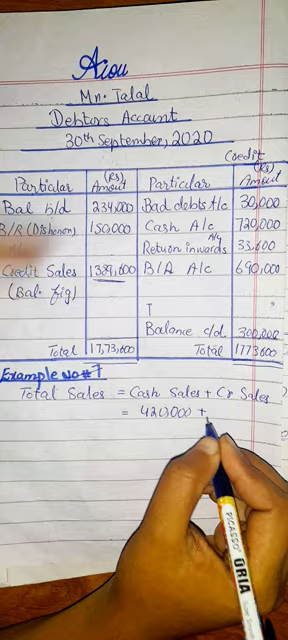 Aiou
Mr. Talal
Debtors Account
30th September, 2020
Credit
Particular (Rs) Amount Particular (Rs) Amount
Bal b/d 234,000 Bad debts A/c 30,000
B/R (Dishonor) 150,000 Cash A/c 720,000
Return inwards A/c 33,600
Credit Sales 1389,600 B/R A/c 690,000
(Bal. fig)
Balance c/d 300,000
Total 17,73,600 Total 1773600
Example No# 7
Total Sales = Cash Sales + Cr Sales
= 420,000 +
PICASSO ORIA